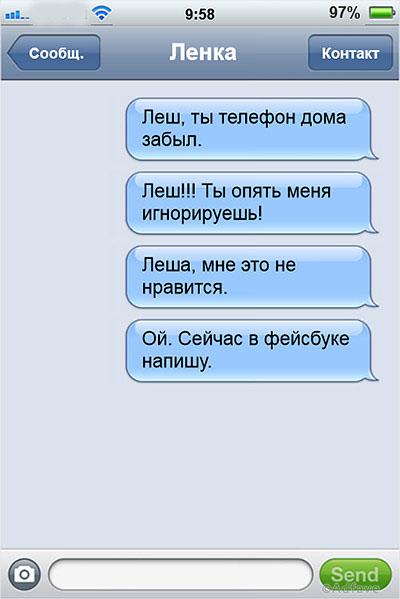 9:58
97%
Сообщ.
Ленка
Контакт
Леш, ты телефон дома
забыл.
Леш!!! Ты опять меня
игнорируешь!
Леша, мне это не
нравится.
Ой. Сейчас в фейсбуке
напишу.
Send
©Adfave